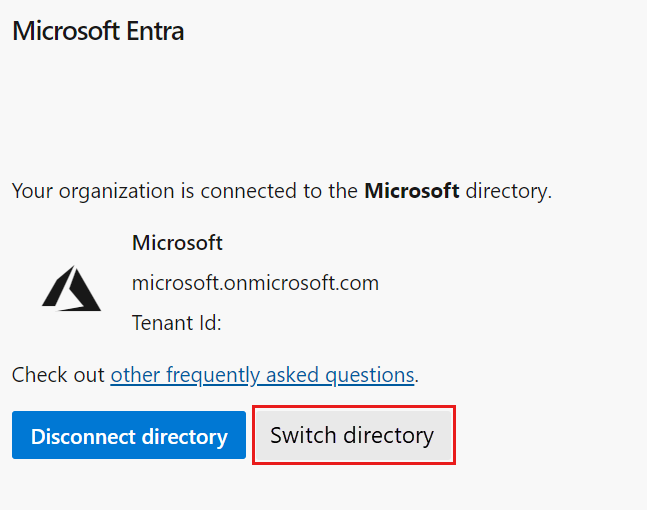 Microsoft Entra
Your organization is connected to the Microsoft directory.
Microsoft
microsoft.onmicrosoft.com
Tenant Id:
Check out other frequently asked questions.
Disconnect directory
Switch directory